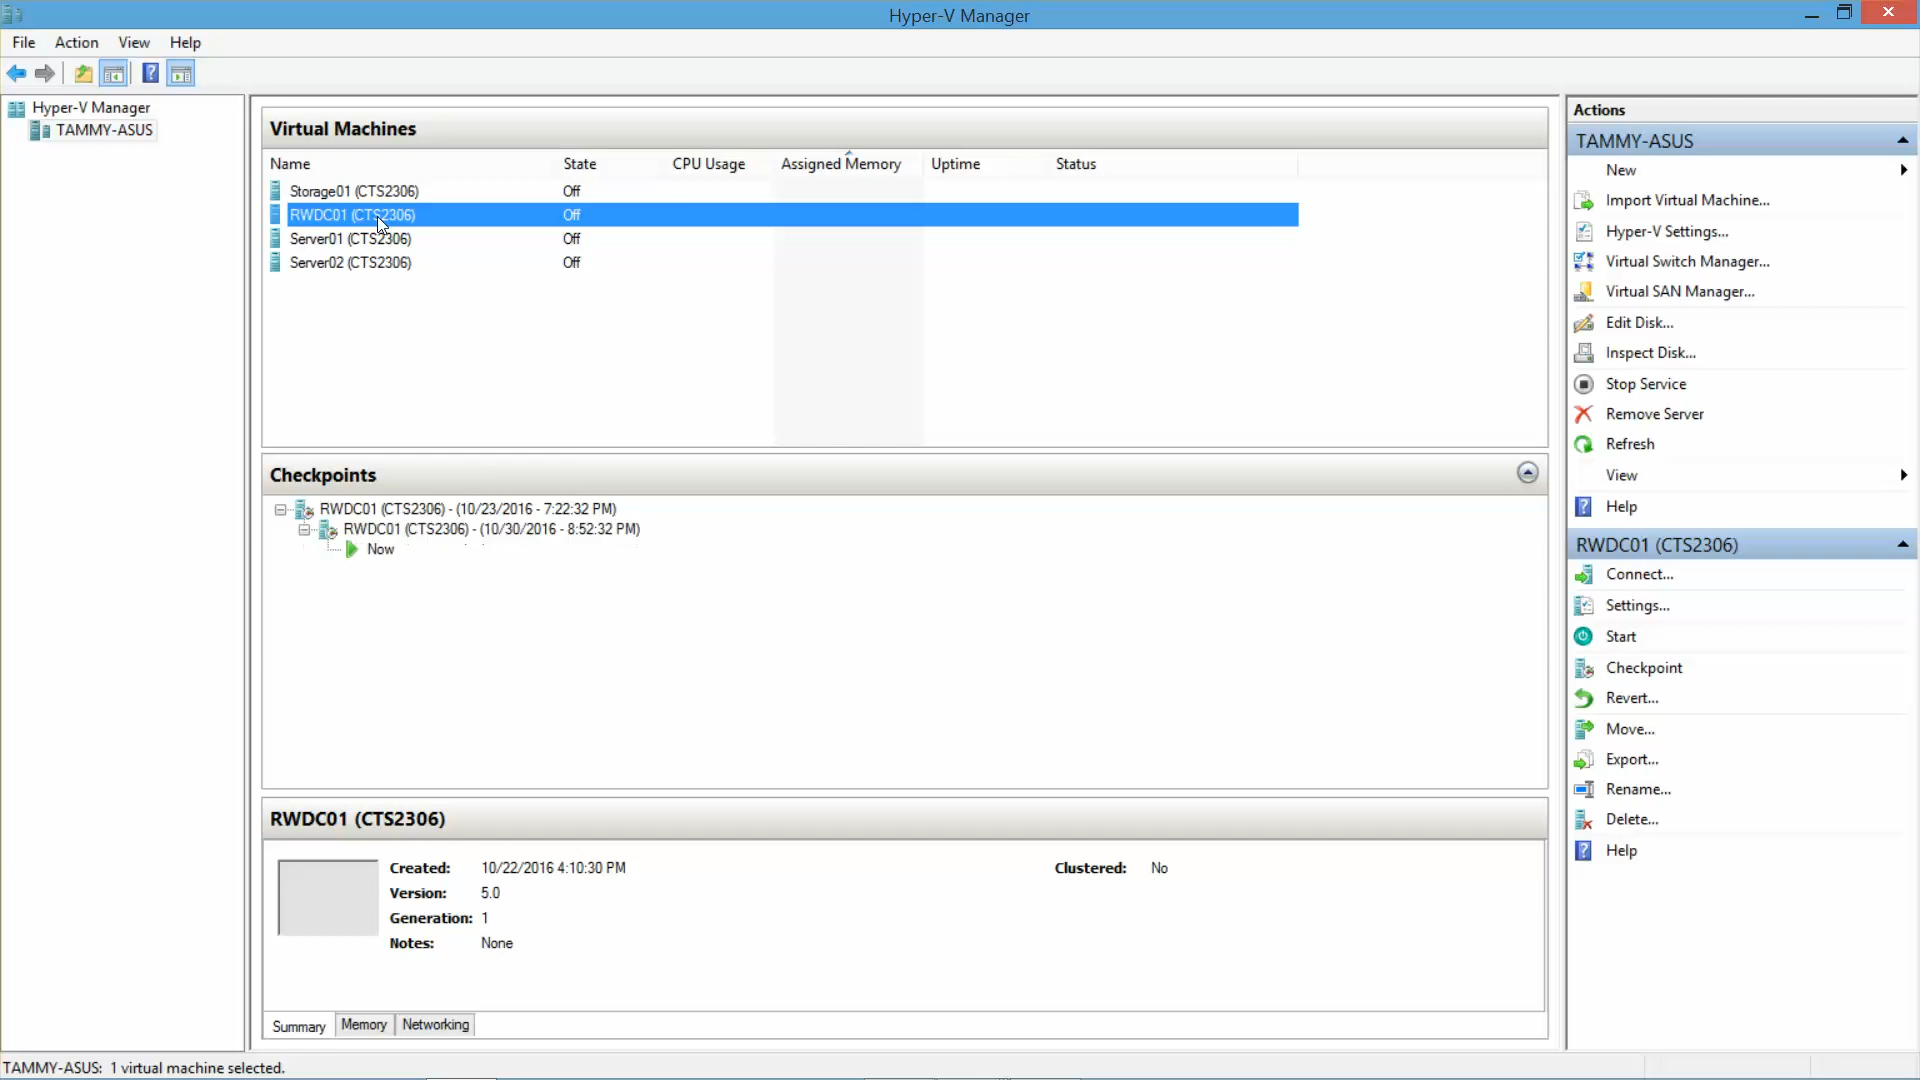 Hyper-V Manager
File Action View Help
Hyper-V Manager
TAMMY-ASUS
Virtual Machines
Name State CPU Usage Assigned Memory Uptime Status
Storage01 (CTS2306) Off
RWDC01 (CTS2306) Off
Server01 (CTS2306) Off
Server02 (CTS2306) Off
Checkpoints
RWDC01 (CTS2306) - (10/23/2016 - 7:22:32 PM)
RWDC01 (CTS2306) - (10/30/2016 - 8:52:32 PM)
Now
RWDC01 (CTS2306)
Created: 10/22/2016 4:10:30 PM Clustered: No
Version: 5.0
Generation: 1
Notes: None
Summary Memory Networking
Actions
TAMMY-ASUS
New
Import Virtual Machine...
Hyper-V Settings...
Virtual Switch Manager...
Virtual SAN Manager...
Edit Disk...
Inspect Disk...
Stop Service
Remove Server
Refresh
View
Help
RWDC01 (CTS2306)
Connect...
Settings...
Start
Checkpoint
Revert...
Move...
Export...
Rename...
Delete...
Help
TAMMY-ASUS: 1 virtual machine selected.